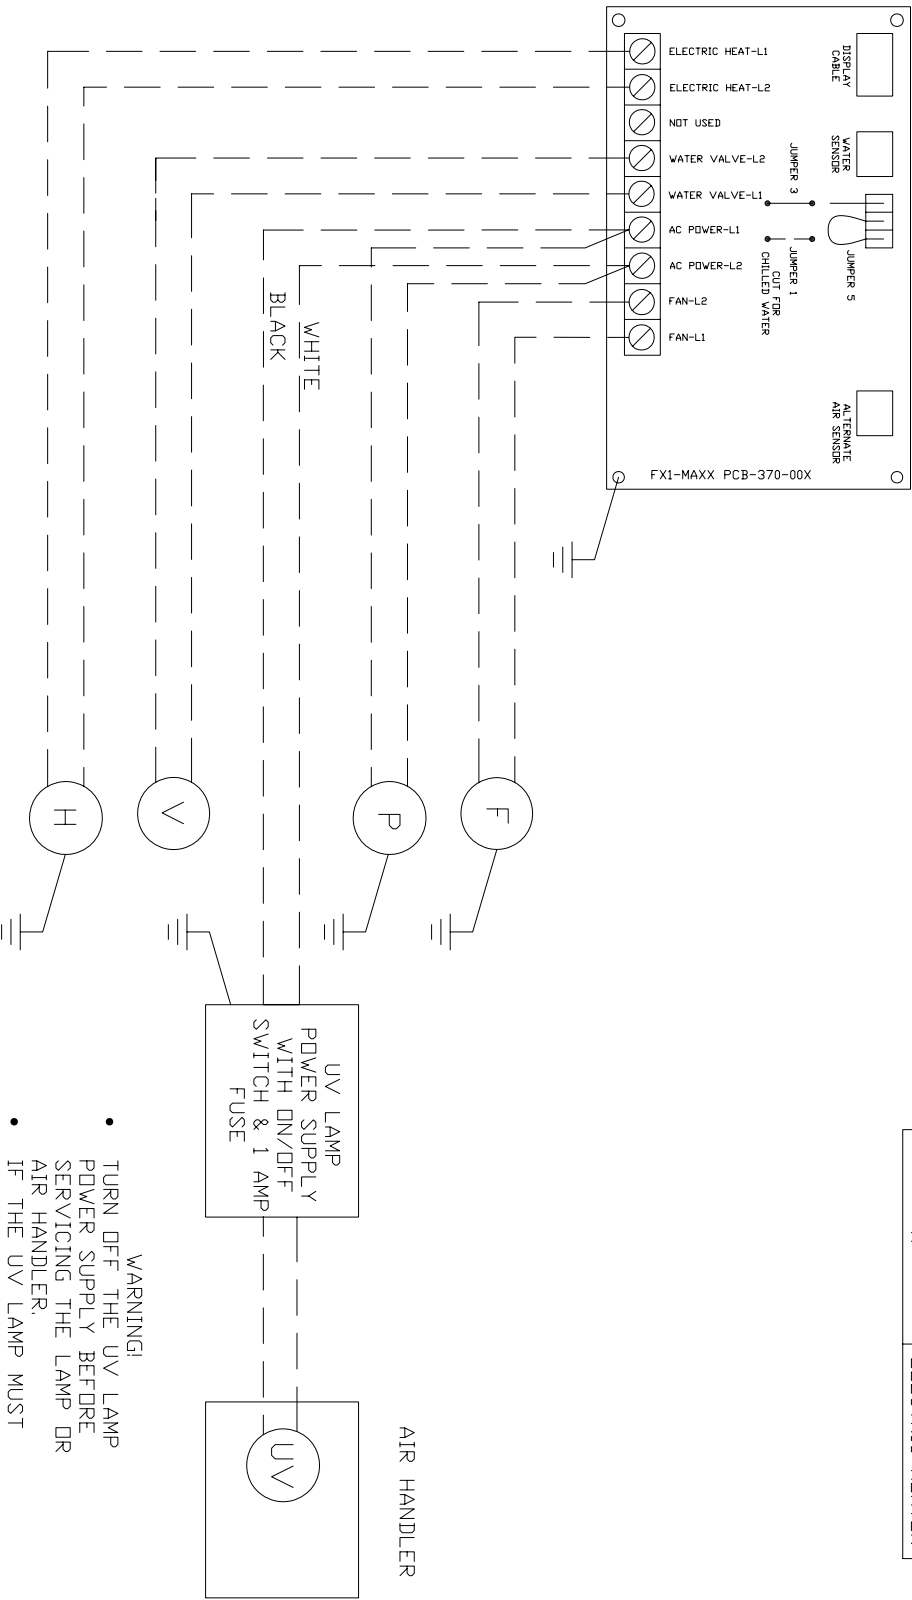 DISPLAY
CABLE
WATER
SENSOR
JUMPER 3
JUMPER 5
JUMPER 1
CUT FOR
CHILLED WATER
ALTERNATE
AIR SENSOR
ELECTRIC HEAT-L1
ELECTRIC HEAT-L2
NOT USED
WATER VALVE-L2
WATER VALVE-L1
AC POWER-L1
AC POWER-L2
FAN-L2
FAN-L1
FX1-MAXX PCB-370-00X
WHITE
BLACK
F
P
V
H
UV LAMP
POWER SUPPLY
WITH ON/OFF
SWITCH & 1 AMP
FUSE
AIR HANDLER
UV
WARNING!
• TURN OFF THE UV LAMP
POWER SUPPLY BEFORE
SERVICING THE LAMP OR
AIR HANDLER.
• IF THE UV LAMP MUST